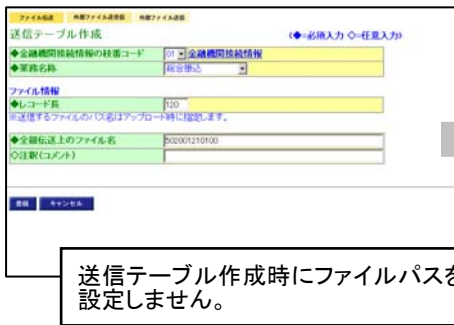 ファイル伝送 外部ファイル送受信 外部ファイル送信
送信テーブル作成 (◆=必須入力 ◇=任意入力)
◆金融機関接続情報の枝番コード 01 金融機関接続情報
◆業務名称 総合振込
ファイル情報
◆レコード長 120
※送信するファイルのパス名はアップロード時に指定します。
◆全銀伝送上のファイル名 502001210100
◇注釈(コメント)
登録 キャンセル
送信テーブル作成時にファイルパスを
設定しません。